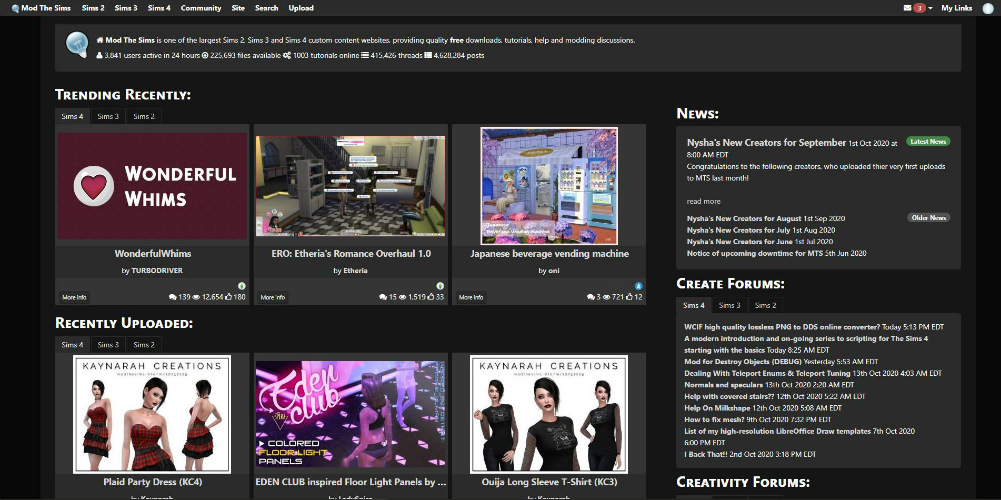 Mod The Sims Sims 2 Sims 3 Sims 4 Community Site Search Upload 3 My Links
Mod The Sims is one of the largest Sims 2, Sims 3 and Sims 4 custom content websites, providing quality free downloads, tutorials, help and modding discussions.
3,841 users active in 24 hours 225,693 files available 1003 tutorials online 415,426 threads 4,628,284 posts
Trending Recently:
Sims 4 Sims 3 Sims 2
WONDERFUL
WHIMS
WonderfulWhims
by TURBODRIVER
More Info 139 12,654 180
ERO: Etheria's Romance Overhaul 1.0
by Etheria
More Info 15 1,519 33
Japanese
Beverage vending machine
Japanese beverage vending machine
by oni
More Info 3 721 12
Recently Uploaded:
Sims 4 Sims 3 Sims 2
KAYNARAH CREATIONS
Plaid Party Dress (KC4)
by Kaynarah
Eden
club
COLORED
FLOOR LIGHT
PANELS
EDEN CLUB inspired Floor Light Panels by ...
KAYNARAH CREATIONS
Ouija Long Sleeve T-Shirt (KC3)
by Kaynarah
News:
Nysha's New Creators for September 1st Oct 2020 at
8:00 AM EDT
Latest News
Congratulations to the following creators, who uploaded thier very first uploads
to MTS last month!
read more
Nysha's New Creators for August 1st Sep 2020
Older News
Nysha's New Creators for July 1st Aug 2020
Nysha's New Creators for June 1st Jul 2020
Notice of upcoming downtime for MTS 5th Jun 2020
Create Forums:
Sims 4 Sims 3 Sims 2
WCIF high quality lossless PNG to DDS online converter? Today 5:13 PM EDT
A modern introduction and on-going series to scripting for The Sims 4
starting with the basics Today 8:25 AM EDT
Mod for Destroy Objects (DEBUG) Yesterday 5:53 AM EDT
Dealing With Teleport Enums & Teleport Tuning 13th Oct 2020 4:03 AM EDT
Normals and speculars 13th Oct 2020 2:20 AM EDT
Help with covered stairs?? 12th Oct 2020 5:22 AM EDT
Help On Milkshape 12th Oct 2020 5:08 AM EDT
How to fix mesh? 9th Oct 2020 7:32 PM EDT
List of my high-resolution LibreOffice Draw templates 7th Oct 2020
6:00 PM EDT
I Back That!! 2nd Oct 2020 3:18 PM EDT
Creativity Forums: